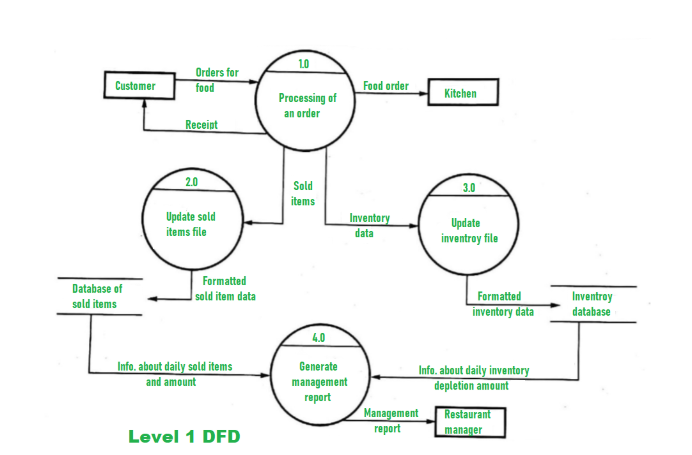 1.0
Orders for
food
Customer
Food order
Kitchen
Processing of
an order
Receipt
2.0
Sold
items
3.0
Update sold
items file
Inventory
data
Update
inventroy file
Database of
sold items
Formatted
sold item data
Formatted
inventory data
Inventroy
database
4.0
Info. about daily sold items
and amount
Generate
management
report
Info. about daily inventory
depletion amount
Management
report
Restaurant
manager
Level 1 DFD